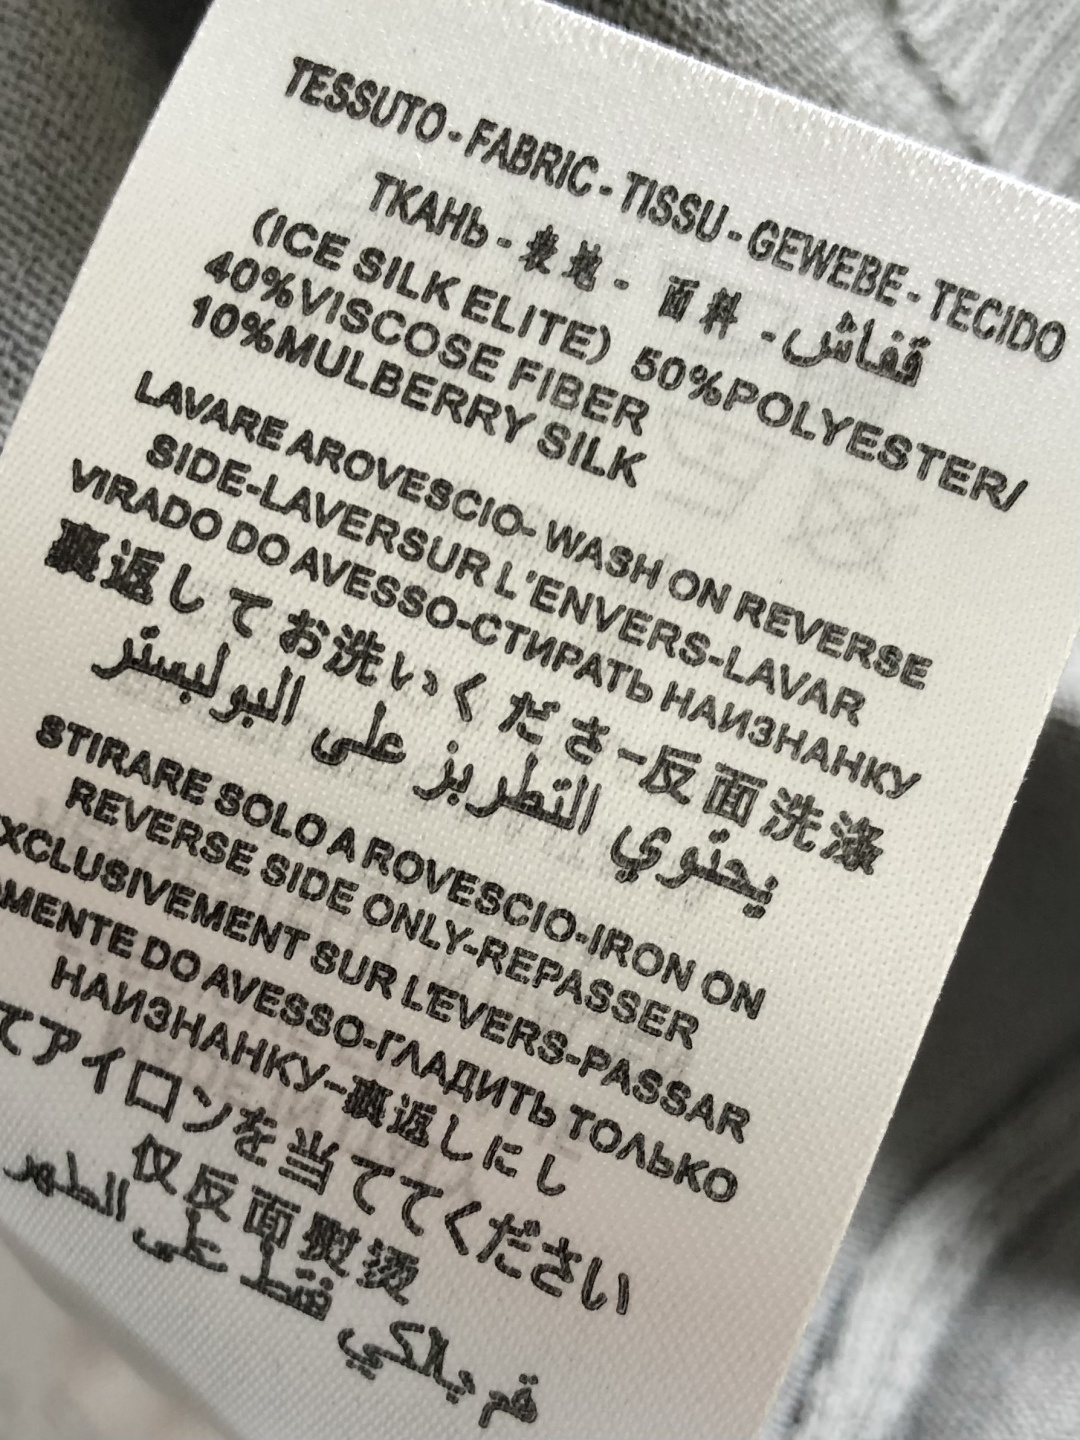 TESSUTO - FABRIC - TISSU - GEWEBE - TECIDO
ТКАНЬ - 表地 - 面料 - قفاش
(ICE SILK ELITE) 50%POLYESTER/
40%VISCOSE FIBER
10%MULBERRY SILK
LAVARE AROVESCIO- WASH ON REVERSE
SIDE-LAVERSUR L'ENVERS-LAVAR
VIRADO DO AVESSO-СТИРАТЬ НАИЗНАНКУ
裏返してお洗いくださ-反面洗涤
يحتوي التطريز على البوليستر
STIRARE SOLO A ROVESCIO-IRON ON
REVERSE SIDE ONLY-REPASSER
XCLUSIVEMENT SUR L'EVERS-PASSAR
AMENTE DO AVESSO-ГЛАДИТЬ ТОЛЬКО
НАИЗНАНКУ-裏返しにし
てアイロンを当ててください
仅反面熨烫
قم بالكي فقط على الظهر